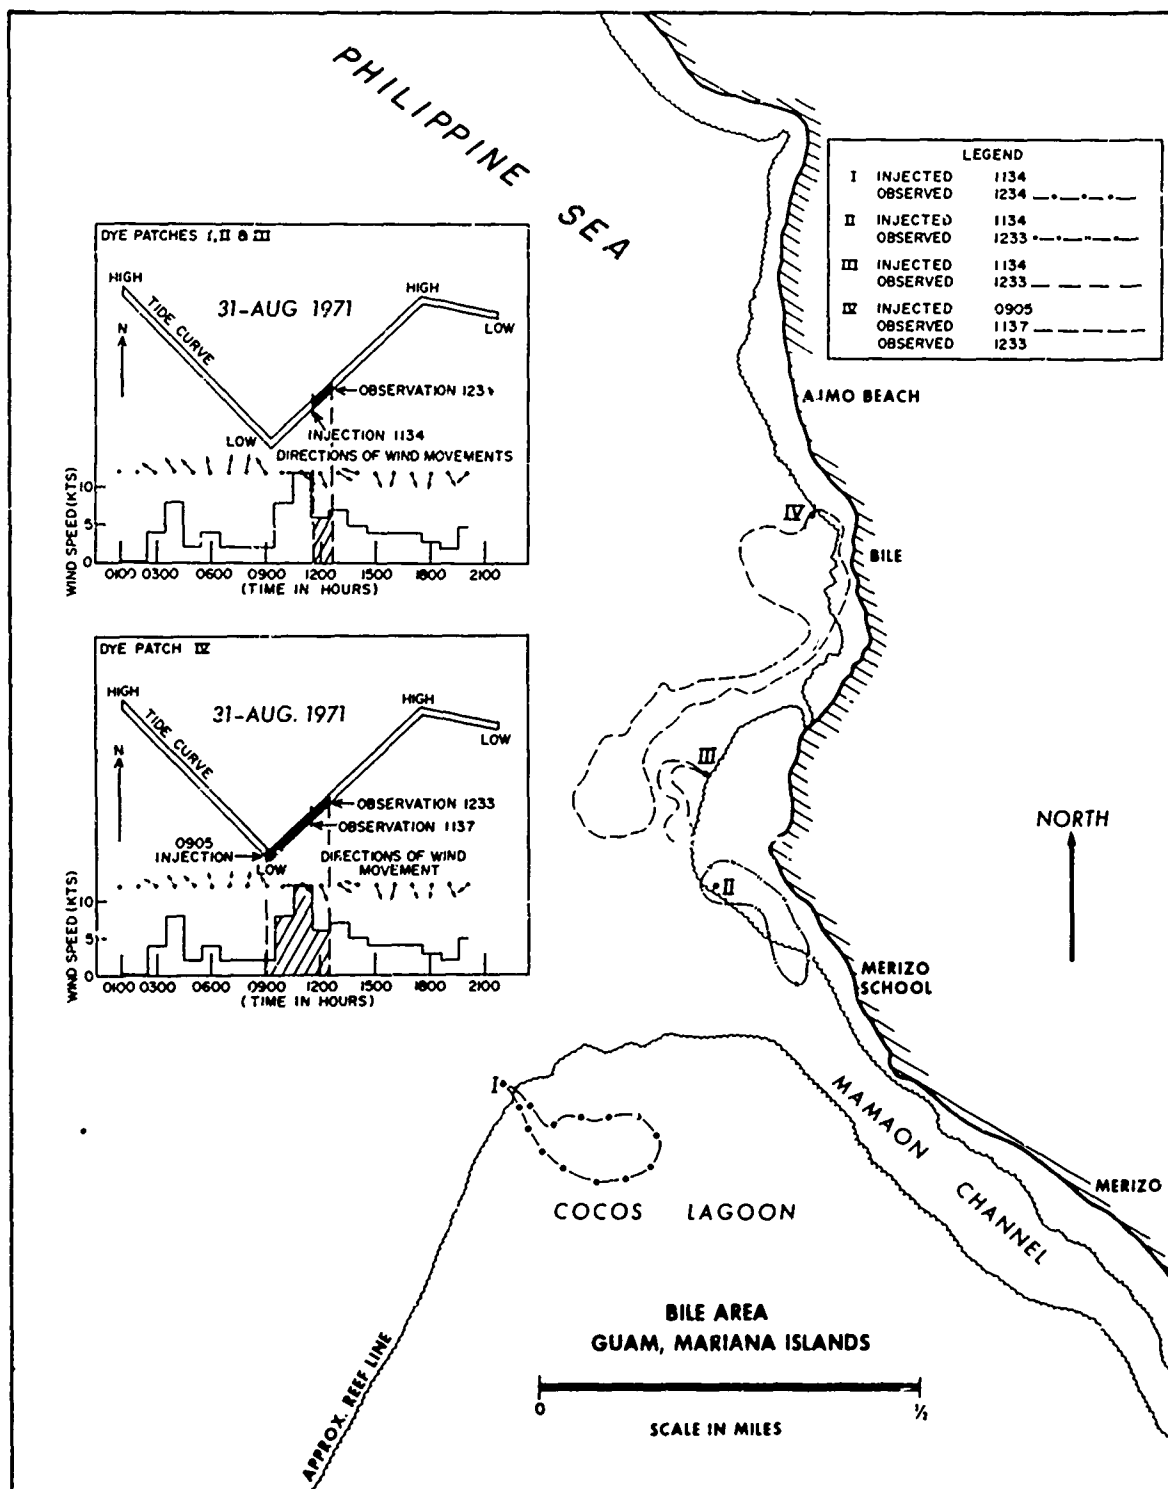 PHILIPPINE SEA
LEGEND
I INJECTED 1134
OBSERVED 1234
II INJECTED 1134
OBSERVED 1233
III INJECTED 1134
OBSERVED 1233
IV INJECTED 0905
OBSERVED 1137
OBSERVED 1233
DYE PATCHES I, II & III
HIGH
TIDE CURVE
31-AUG 1971
HIGH
LOW
N
OBSERVATION
LOW
INJECTION 1134
DIRECTIONS OF WIND MOVEMENTS
WIND SPEED (KTS)
10
5
0
0100 0300 0600 0900 1200 1500 1800 2100
(TIME IN HOURS)
DYE PATCH IV
HIGH
TIDE CURVE
31-AUG. 1971
HIGH
LOW
N
OBSERVATION 1233
OBSERVATION 1137
0905
INJECTION
LOW
DIRECTIONS OF WIND
MOVEMENT
WIND SPEED (KTS)
10
5
0
0100 0300 0600 0900 1200 1500 1800 2100
(TIME IN HOURS)
BEACH
IV
BILE
III
II
NORTH
MERIZO
SCHOOL
I
MAMAON CHANNEL
MERIZO
COCOS LAGOON
APPROX. REEF LINE
BILE AREA
GUAM, MARIANA ISLANDS
0 ½
SCALE IN MILES